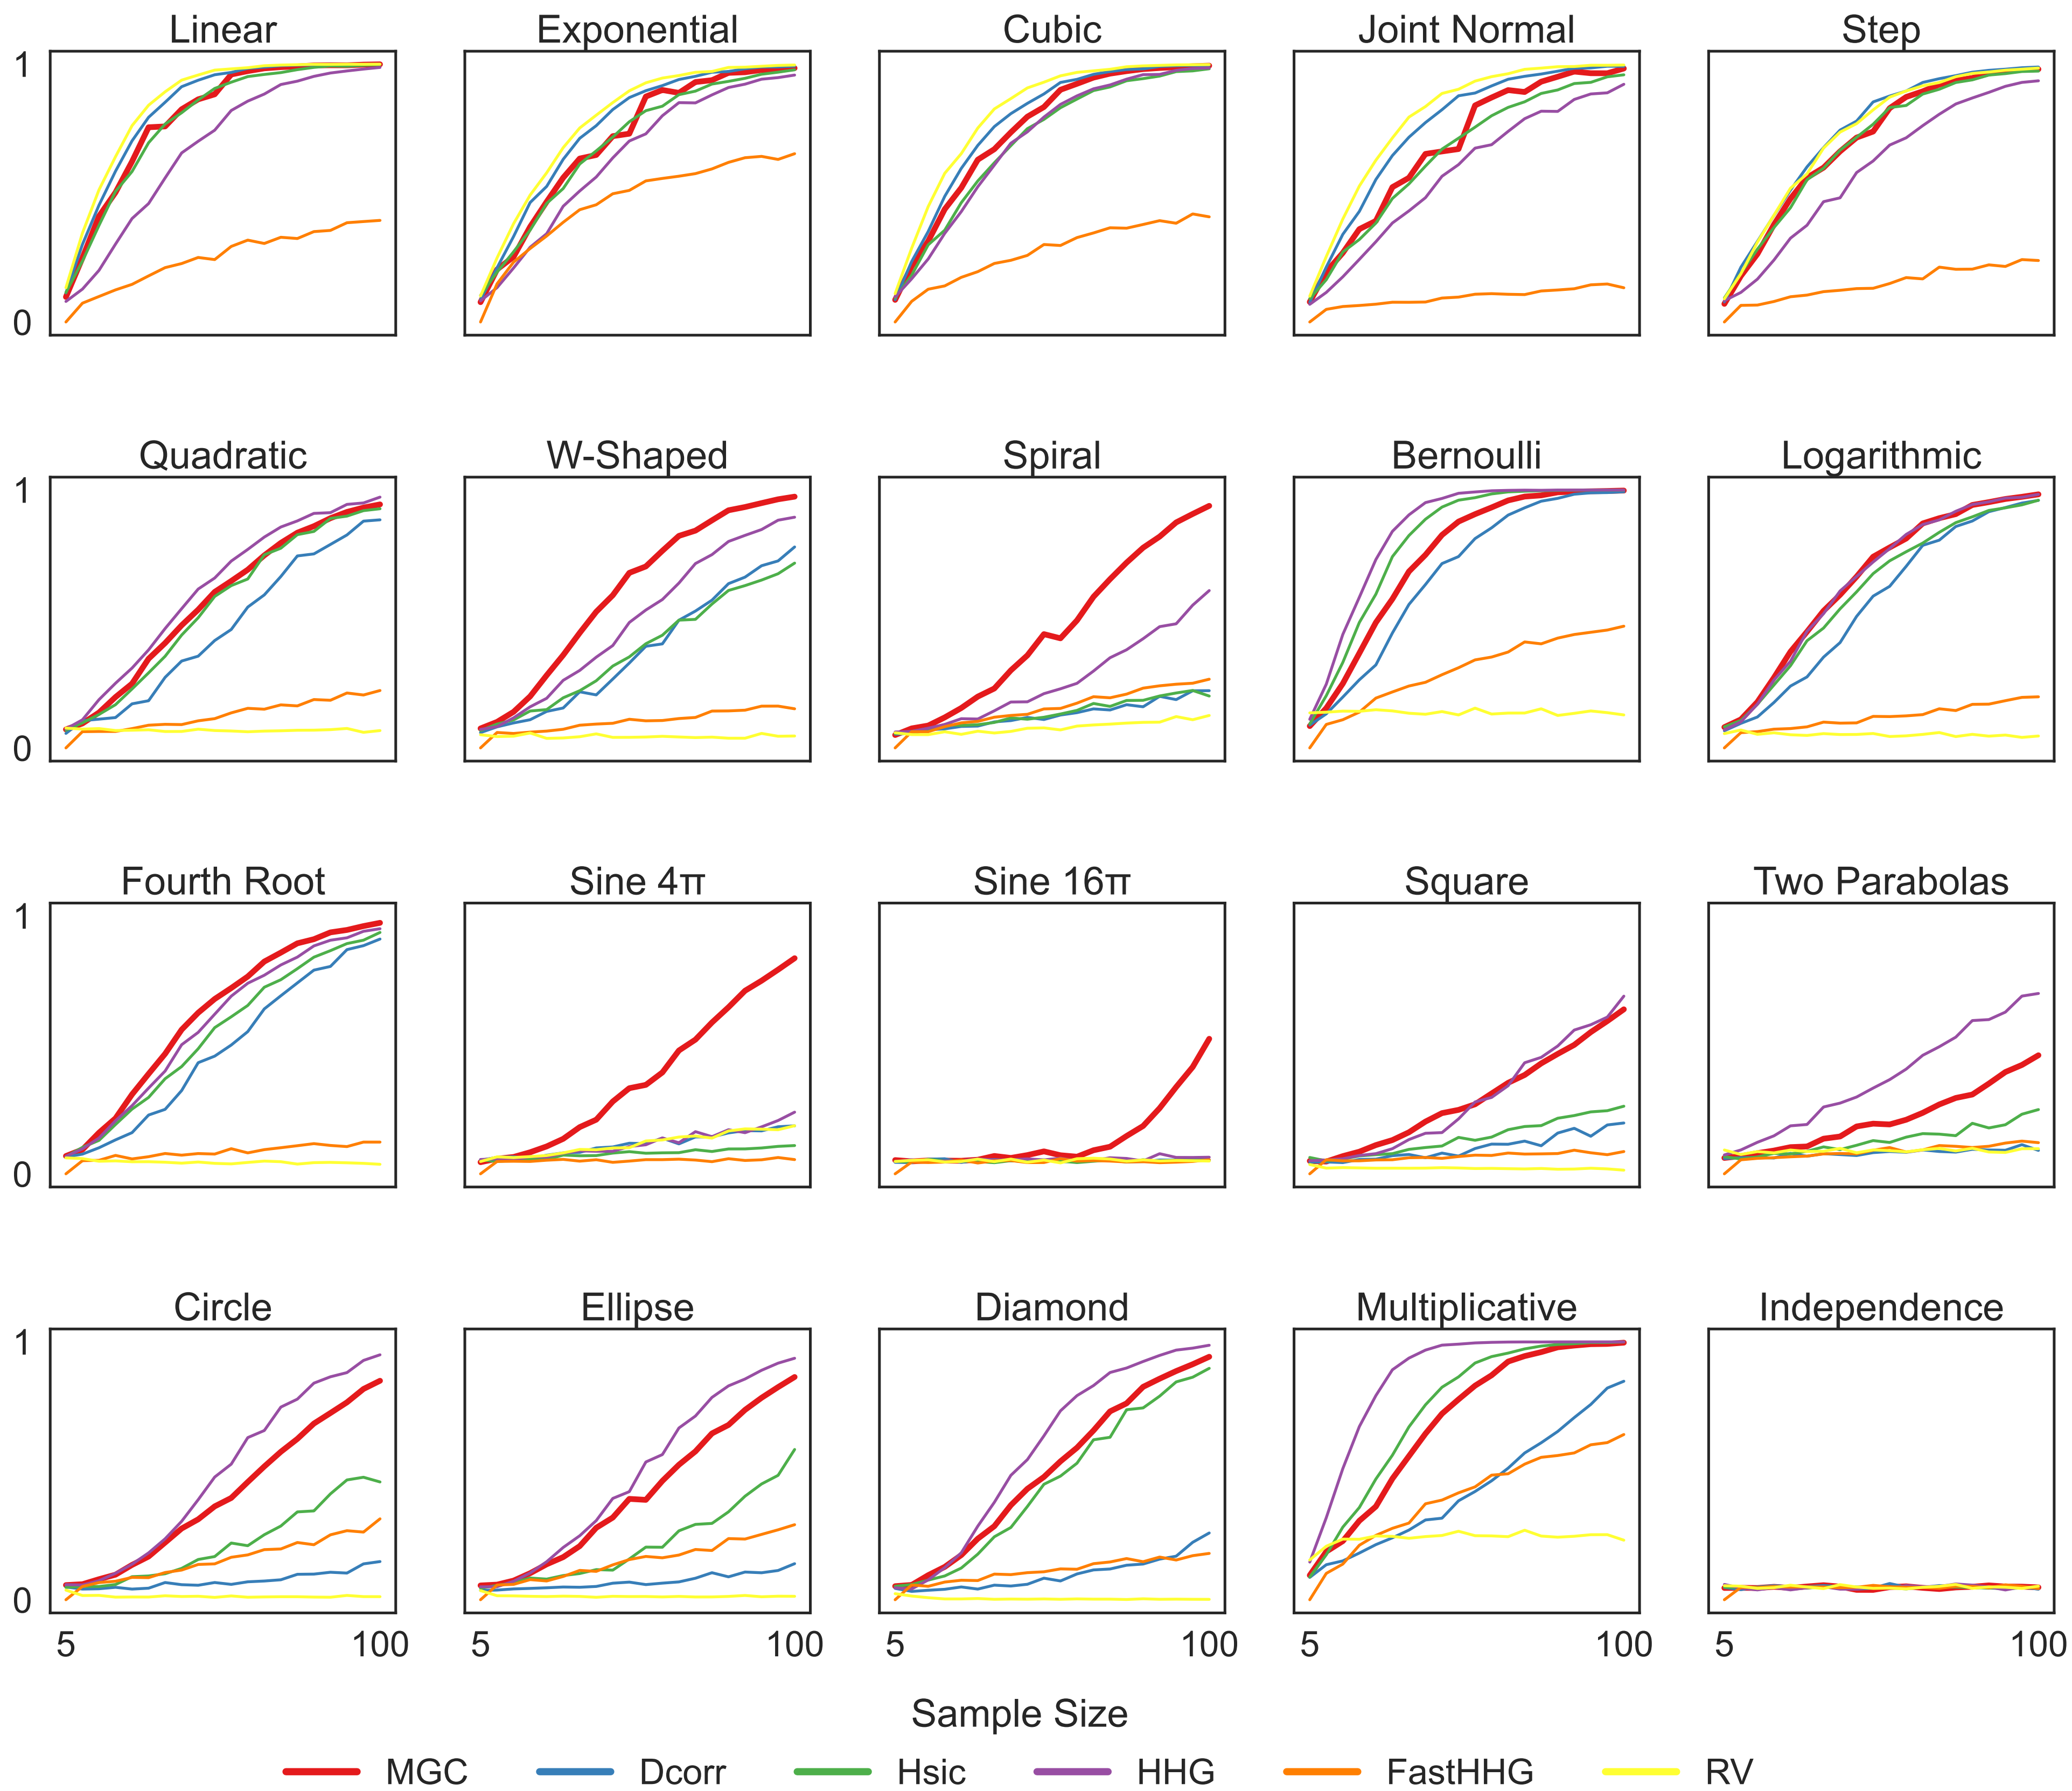 Linear Exponential Cubic Joint Normal Step
1
0
Quadratic W-Shaped Spiral Bernoulli Logarithmic
1
0
Fourth Root Sine 4π Sine 16π Square Two Parabolas
1
0
Circle Ellipse Diamond Multiplicative Independence
1
0
5 100 5 100 5 100 5 100 5 100
Sample Size
MGC Dcorr Hsic HHG FastHHG RV